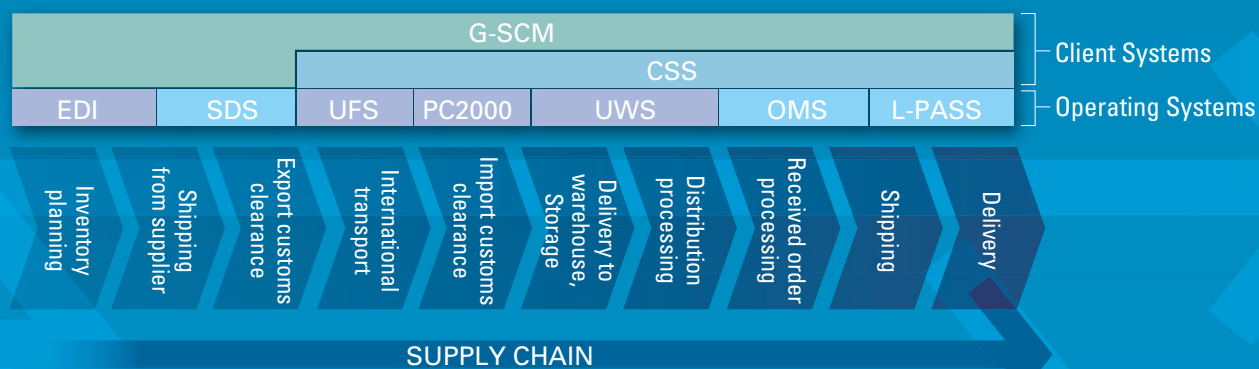 G-SCM
CSS
Client Systems
EDI SDS UFS PC2000 UWS OMS L-PASS
Operating Systems
Inventory
planning
Shipping
from supplier
Export customs
clearance
International
transport
Import customs
clearance
Delivery to
warehouse,
Storage
Distribution
processing
Received order
processing
Shipping
Delivery
SUPPLY CHAIN